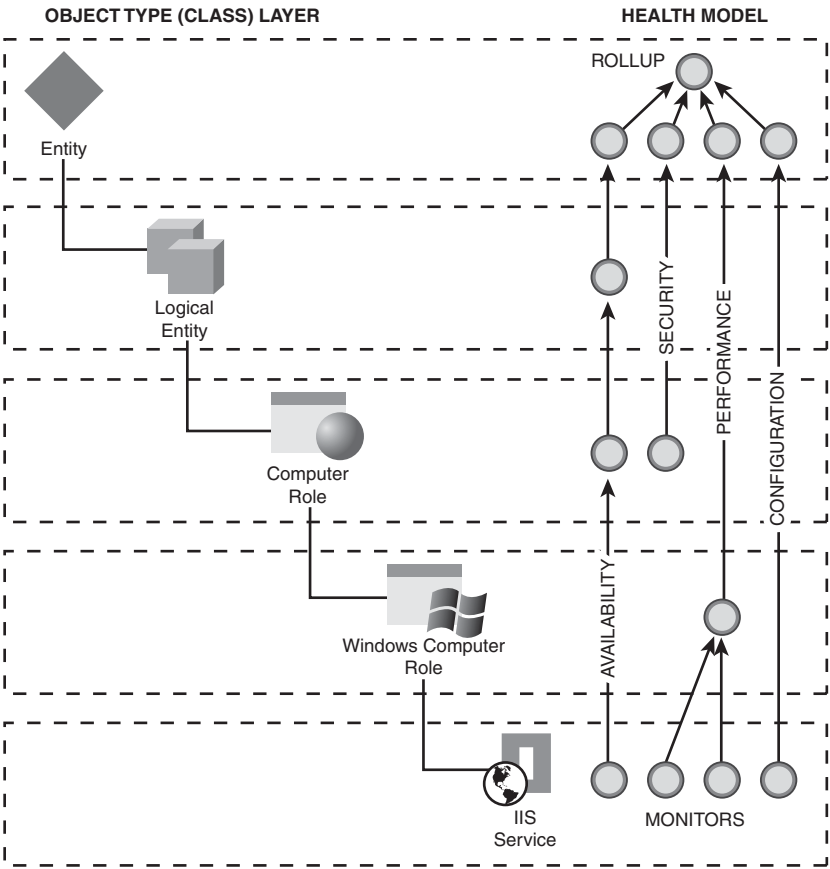 OBJECT TYPE (CLASS) LAYER
HEALTH MODEL
ROLLUP
Entity
Logical
Entity
SECURITY
PERFORMANCE
CONFIGURATION
Computer
Role
AVAILABILITY
Windows Computer
Role
IIS
Service
MONITORS